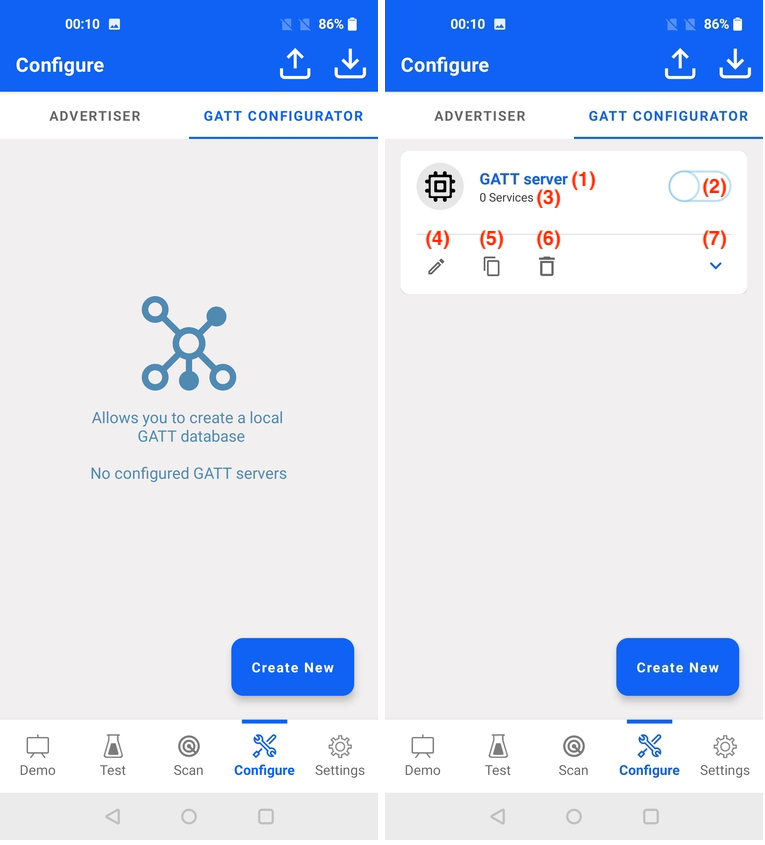 00:10
86%
Configure
ADVERTISER
GATT CONFIGURATOR
Allows you to create a local
GATT database
No configured GATT servers
Create New
Demo
Test
Scan
Configure
Settings
00:10
86%
Configure
ADVERTISER
GATT CONFIGURATOR
GATT server (1)
(2)
0 Services (3)
(4)
(5)
(6)
(7)
Create New
Demo
Test
Scan
Configure
Settings